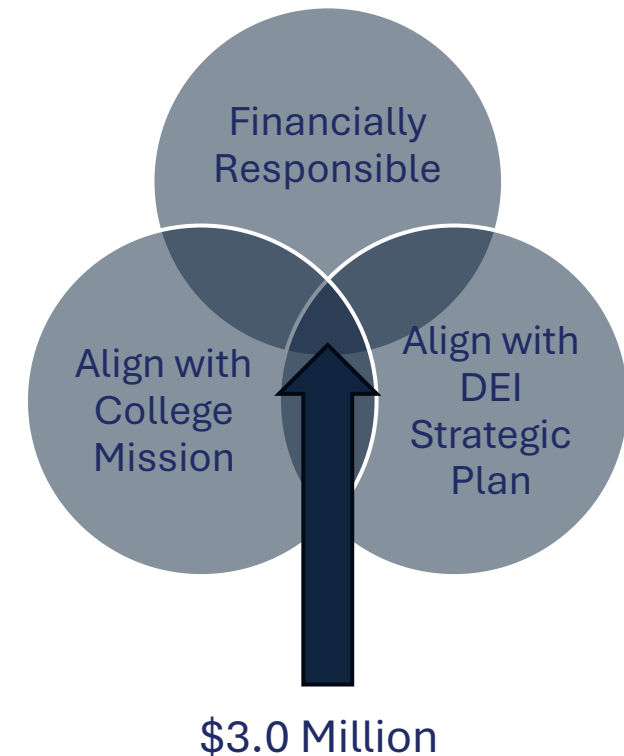 Financially
Responsible
Align with
College
Mission
Align with
DEI
Strategic
Plan
$3.0 Million